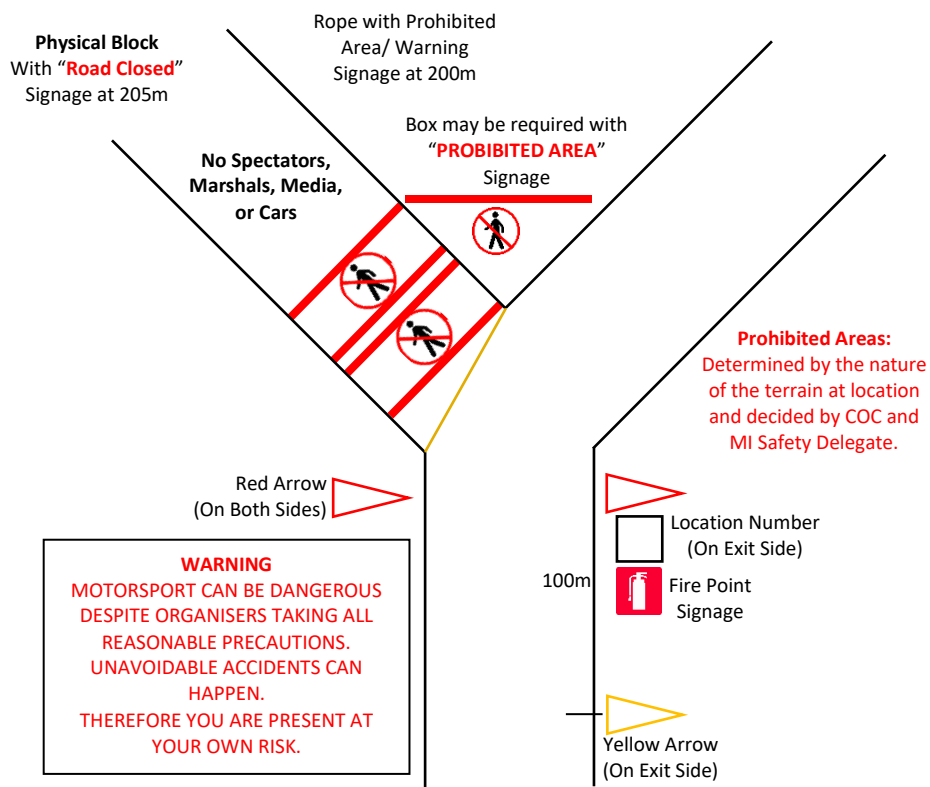 Physical Block
With “Road Closed”
Signage at 205m
Rope with Prohibited
Area/ Warning
Signage at 200m
Box may be required with
“PROBIBITED AREA”
Signage
No Spectators,
Marshals, Media,
or Cars
Prohibited Areas:
Determined by the nature
of the terrain at location
and decided by COC and
MI Safety Delegate.
Red Arrow
(On Both Sides)
Location Number
(On Exit Side)
100m
Fire Point
Signage
WARNING
MOTORSPORT CAN BE DANGEROUS
DESPITE ORGANISERS TAKING ALL
REASONABLE PRECAUTIONS.
UNAVOIDABLE ACCIDENTS CAN
HAPPEN.
THEREFORE YOU ARE PRESENT AT
YOUR OWN RISK.
Yellow Arrow
(On Exit Side)